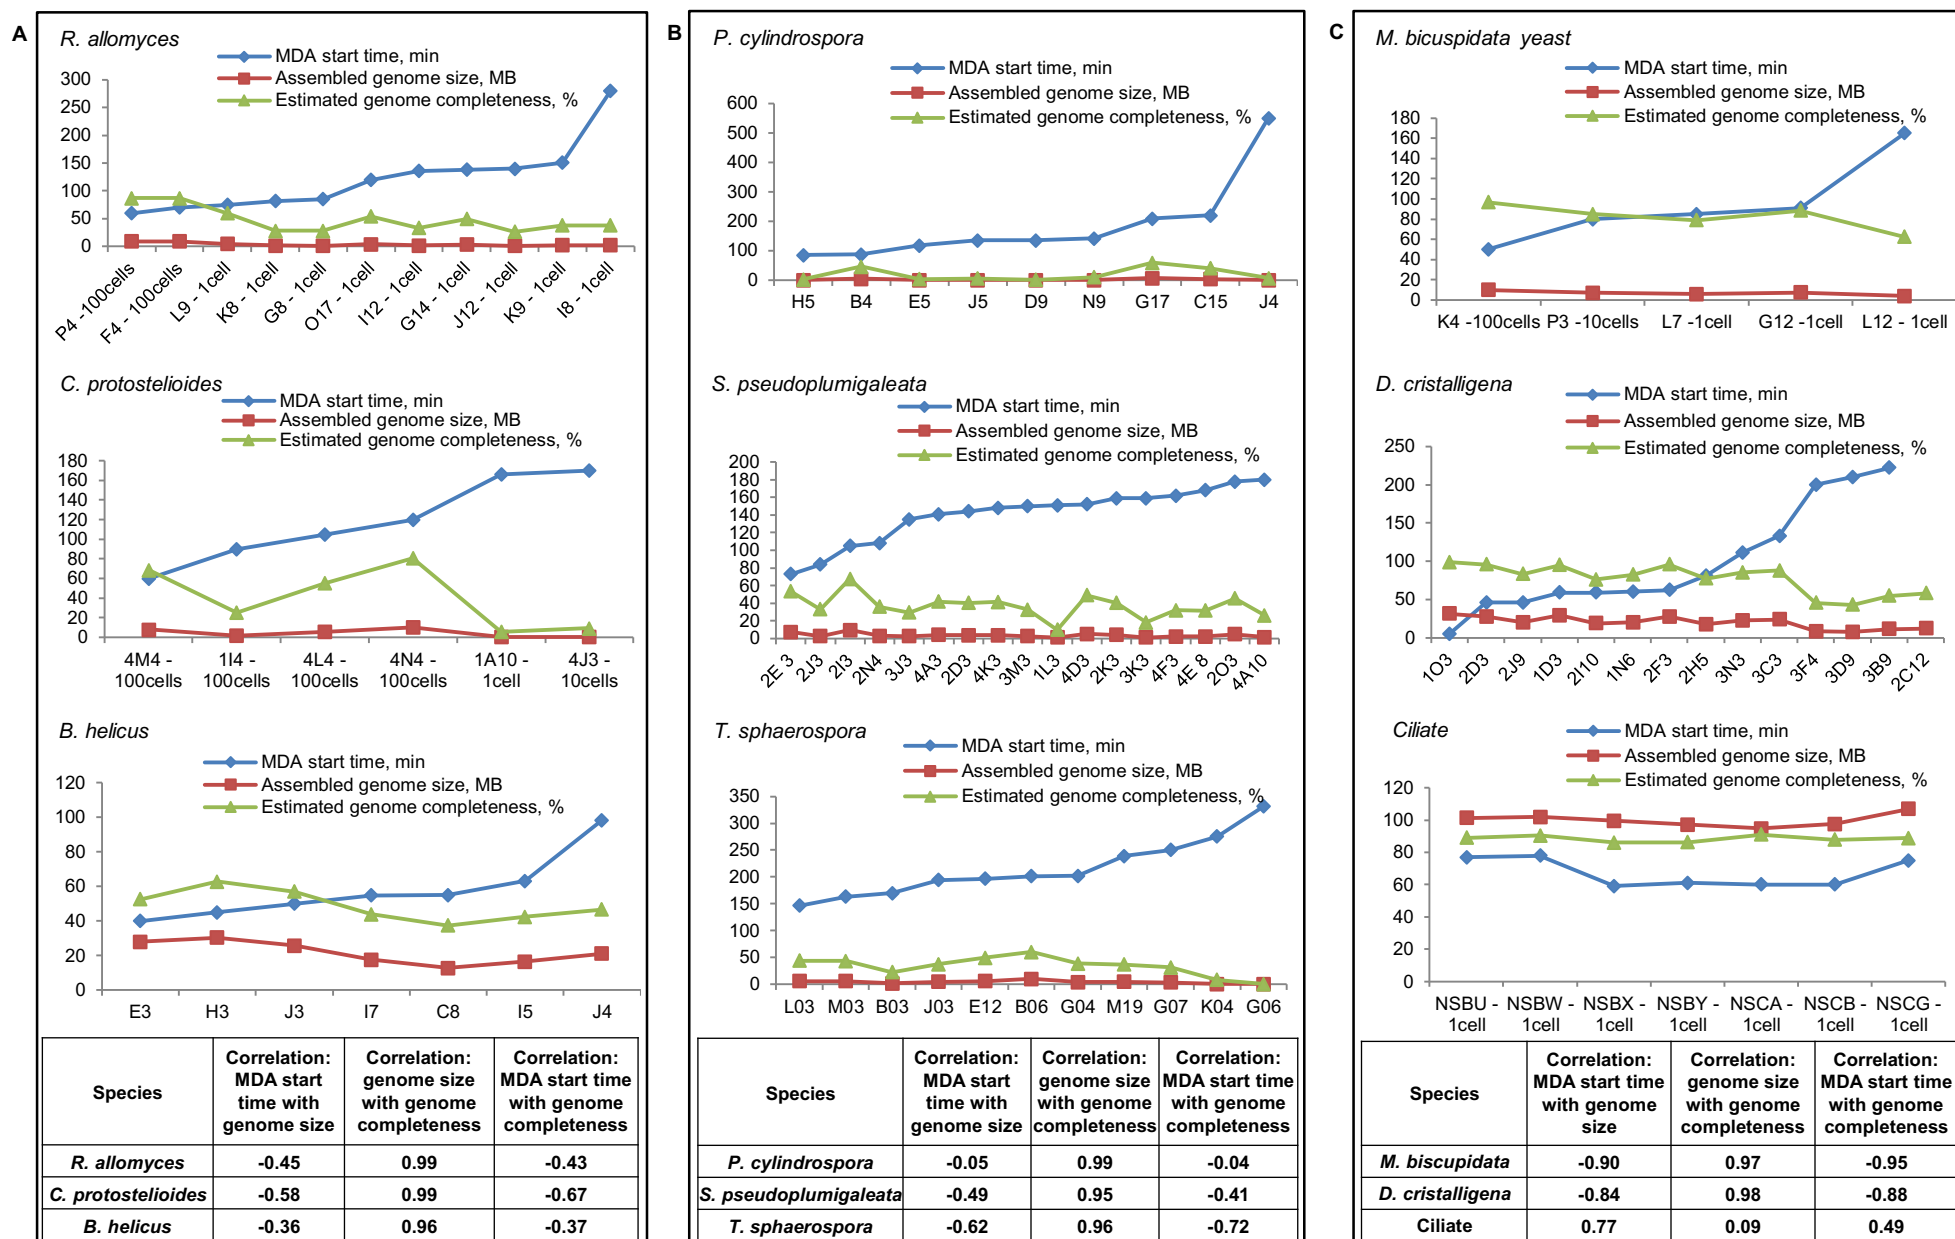 A
R. allomyces
MDA start time, min
Assembled genome size, MB
Estimated genome completeness, %
300
250
200
150
100
50
0
P4 -100cells
F4 - 100cells
L9 - 1cell
K8 - 1cell
G8 - 1cell
O17 - 1cell
I12 - 1cell
G14 - 1cell
J12 - 1cell
K9 - 1cell
I8 - 1cell
C. protostelioides
MDA start time, min
Assembled genome size, MB
Estimated genome completeness, %
180
160
140
120
100
80
60
40
20
0
4M4 -
100cells
1I4 -
100cells
4L4 -
100cells
4N4 -
100cells
1A10 -
1cell
4J3 -
10cells
B. helicus
MDA start time, min
Assembled genome size, MB
Estimated genome completeness, %
120
100
80
60
40
20
0
E3 H3 J3 I7 C8 I5 J4
Species
Correlation:
MDA start
time with
genome size
Correlation:
genome size
with genome
completeness
Correlation:
MDA start time
with genome
completeness
R. allomyces -0.45 0.99 -0.43
C. protostelioides -0.58 0.99 -0.67
B. helicus -0.36 0.96 -0.37
B
P. cylindrospora
MDA start time, min
Assembled genome size, MB
Estimated genome completeness, %
600
500
400
300
200
100
0
H5 B4 E5 J5 D9 N9 G17 C15 J4
S. pseudoplumigaleata
MDA start time, min
Assembled genome size, MB
Estimated genome completeness, %
200
180
160
140
120
100
80
60
40
20
0
2E 3
2J3
2I3
2N4
3J3
4A3
2D3
4K3
3M3
1L3
4D3
2K3
3K3
4F3
4E 8
2O3
4A10
T. sphaerospora
MDA start time, min
Assembled genome size, MB
Estimated genome completeness, %
350
300
250
200
150
100
50
0
L03 M03 B03 J03 E12 B06 G04 M19 G07 K04 G06
Species
Correlation:
MDA start
time with
genome size
Correlation:
genome size
with genome
completeness
Correlation:
MDA start time
with genome
completeness
P. cylindrospora -0.05 0.99 -0.04
S. pseudoplumigaleata -0.49 0.95 -0.41
T. sphaerospora -0.62 0.96 -0.72
C
M. bicuspidata yeast
MDA start time, min
Assembled genome size, MB
Estimated genome completeness, %
180
160
140
120
100
80
60
40
20
0
K4 -100cells P3 -10cells L7 -1cell G12 -1cell L12 - 1cell
D. cristalligena
MDA start time, min
Assembled genome size, MB
Estimated genome completeness, %
250
200
150
100
50
0
1O3
2D3
2J9
1D3
2I10
1N6
2F3
2H5
3N3
3C3
3F4
3D9
3B9
2C12
Ciliate
MDA start time, min
Assembled genome size, MB
Estimated genome completeness, %
120
100
80
60
40
20
0
NSBU -
1cell
NSBW -
1cell
NSBX -
1cell
NSBY -
1cell
NSCA -
1cell
NSCB -
1cell
NSCG -
1cell
Species
Correlation:
MDA start time
with genome
size
Correlation:
genome size
with genome
completeness
Correlation:
MDA start time
with genome
completeness
M. biscupidata -0.90 0.97 -0.95
D. cristalligena -0.84 0.98 -0.88
Ciliate 0.77 0.09 0.49